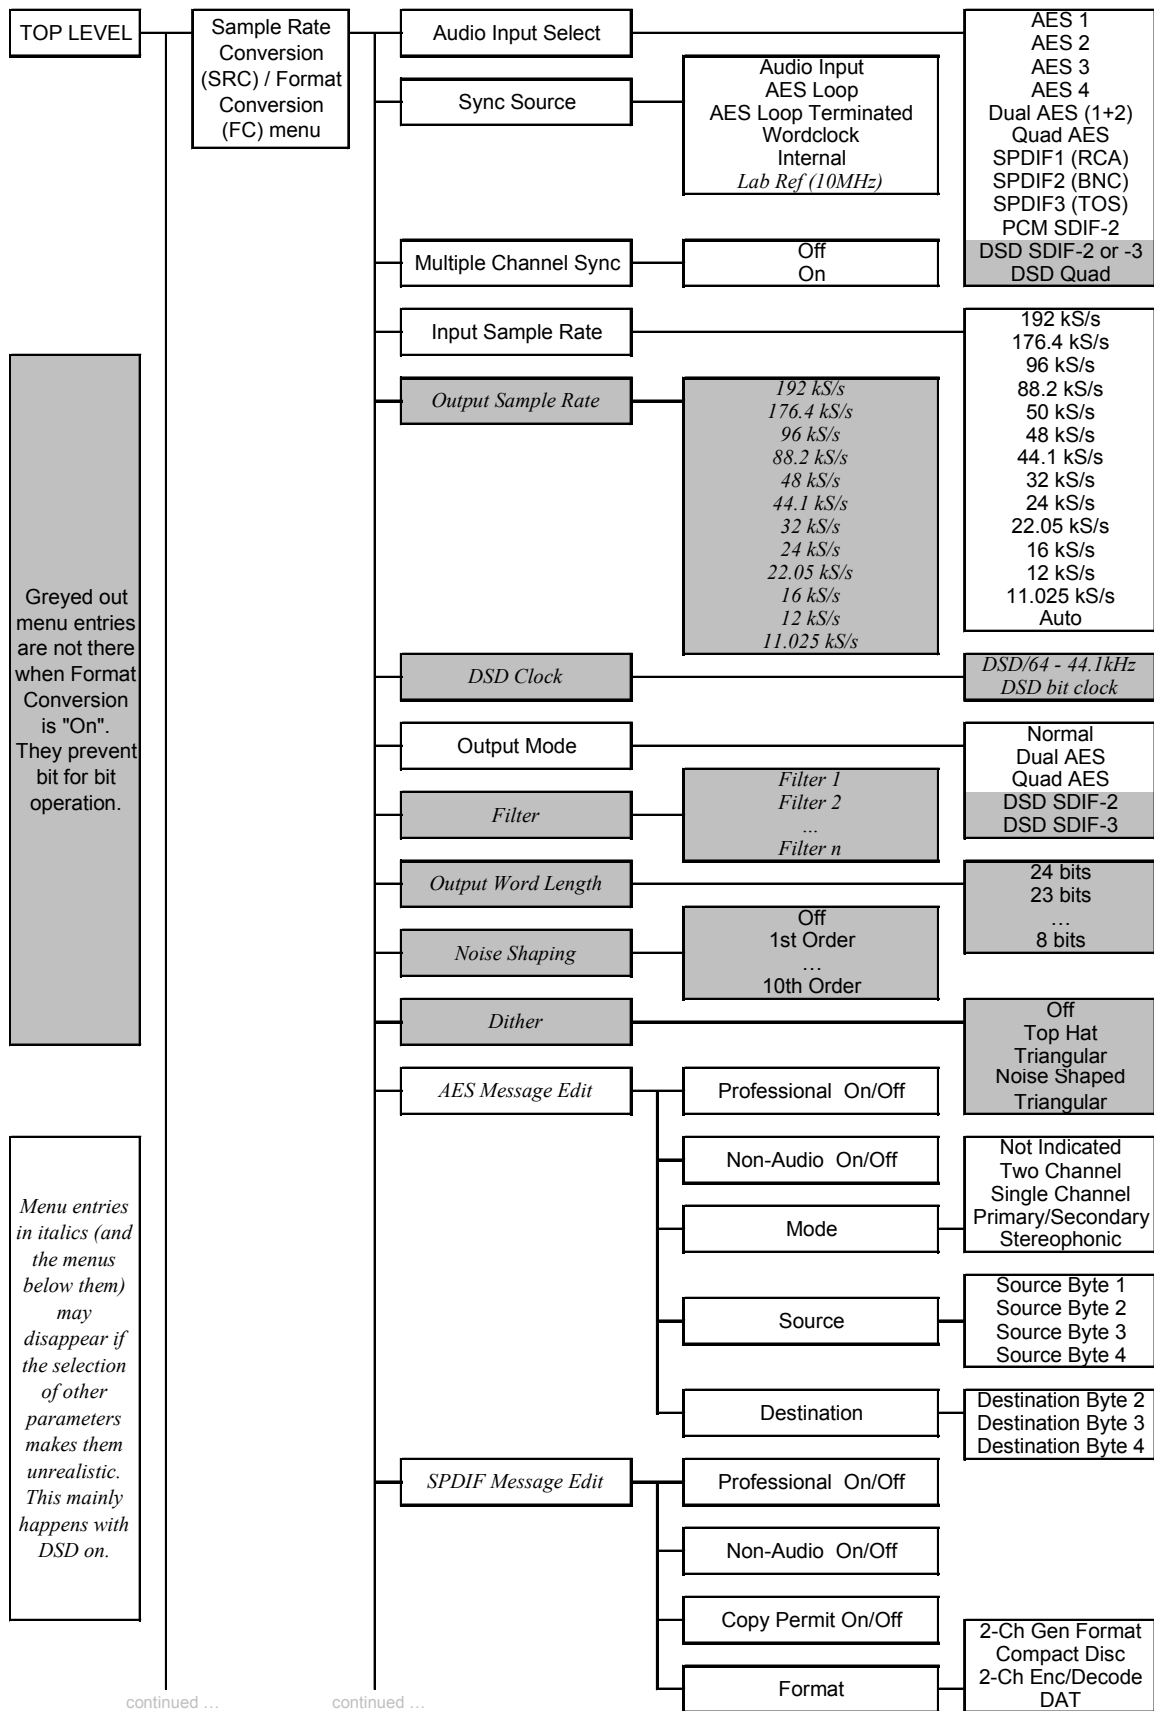 TOP LEVEL
Sample Rate
Conversion
(SRC) / Format
Conversion
(FC) menu
Audio Input Select
AES 1
AES 2
AES 3
AES 4
Dual AES (1+2)
Quad AES
SPDIF1 (RCA)
SPDIF2 (BNC)
SPDIF3 (TOS)
PCM SDIF-2
DSD SDIF-2 or -3
DSD Quad
Sync Source
Audio Input
AES Loop
AES Loop Terminated
Wordclock
Internal
Lab Ref (10MHz)
Multiple Channel Sync
Off
On
Input Sample Rate
192 kS/s
176.4 kS/s
96 kS/s
88.2 kS/s
50 kS/s
48 kS/s
44.1 kS/s
32 kS/s
24 kS/s
22.05 kS/s
16 kS/s
12 kS/s
11.025 kS/s
Auto
Output Sample Rate
192 kS/s
176.4 kS/s
96 kS/s
88.2 kS/s
48 kS/s
44.1 kS/s
32 kS/s
24 kS/s
22.05 kS/s
16 kS/s
12 kS/s
11.025 kS/s
Greyed out
menu entries
are not there
when Format
Conversion
is "On".
They prevent
bit for bit
operation.
DSD Clock
DSD/64 - 44.1kHz
DSD bit clock
Output Mode
Normal
Dual AES
Quad AES
DSD SDIF-2
DSD SDIF-3
Filter
Filter 1
Filter 2
...
Filter n
Output Word Length
24 bits
23 bits
…
8 bits
Noise Shaping
Off
1st Order
…
10th Order
Dither
Off
Top Hat
Triangular
Noise Shaped
Triangular
AES Message Edit
Professional On/Off
Non-Audio On/Off
Mode
Not Indicated
Two Channel
Single Channel
Primary/Secondary
Stereophonic
Source
Source Byte 1
Source Byte 2
Source Byte 3
Source Byte 4
Destination
Destination Byte 2
Destination Byte 3
Destination Byte 4
Menu entries
in italics (and
the menus
below them)
may
disappear if
the selection
of other
parameters
makes them
unrealistic.
This mainly
happens with
DSD on.
SPDIF Message Edit
Professional On/Off
Non-Audio On/Off
Copy Permit On/Off
Format
2-Ch Gen Format
Compact Disc
2-Ch Enc/Decode
DAT
continued …
continued …